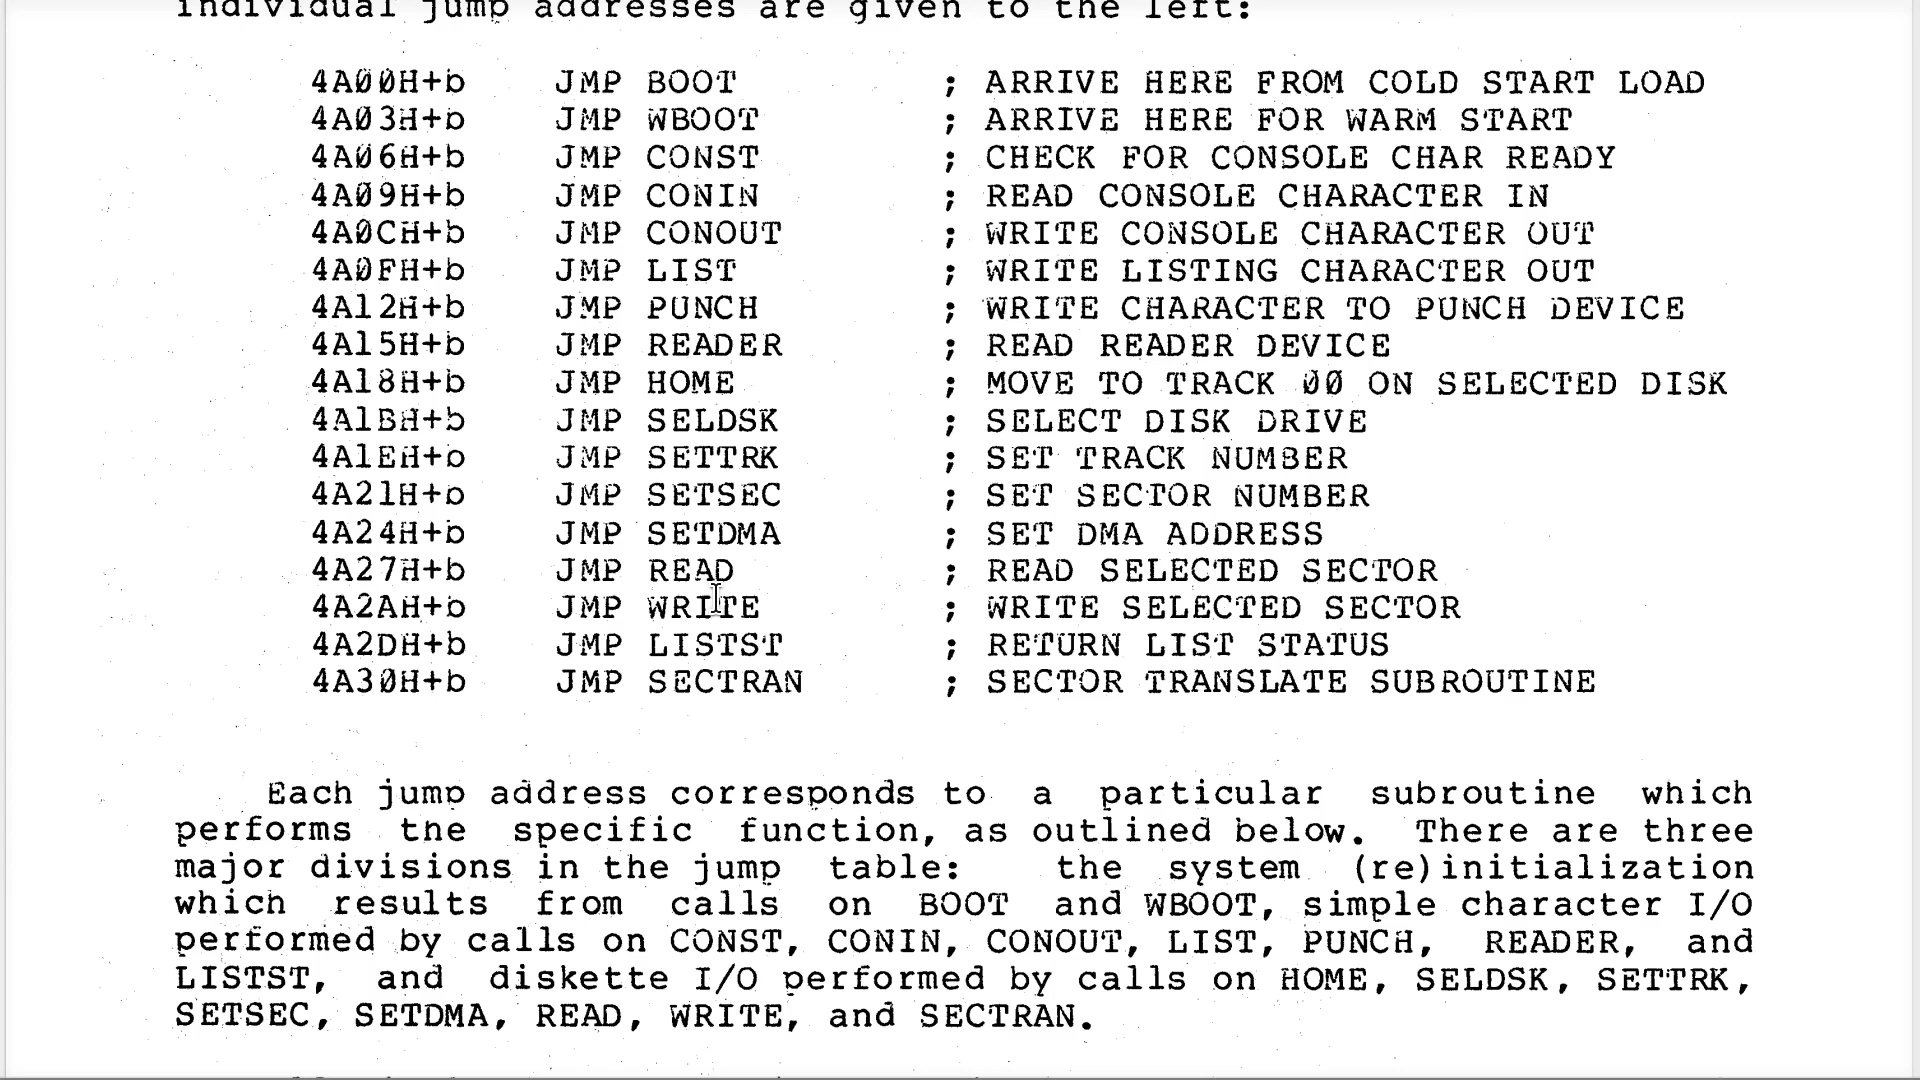 individual jump addresses are given to the left:
4A00H+b JMP BOOT ; ARRIVE HERE FROM COLD START LOAD
4A03H+b JMP WBOOT ; ARRIVE HERE FOR WARM START
4A06H+b JMP CONST ; CHECK FOR CONSOLE CHAR READY
4A09H+b JMP CONIN ; READ CONSOLE CHARACTER IN
4A0CH+b JMP CONOUT ; WRITE CONSOLE CHARACTER OUT
4A0FH+b JMP LIST ; WRITE LISTING CHARACTER OUT
4A12H+b JMP PUNCH ; WRITE CHARACTER TO PUNCH DEVICE
4A15H+b JMP READER ; READ READER DEVICE
4A18H+b JMP HOME ; MOVE TO TRACK 00 ON SELECTED DISK
4A1BH+b JMP SELDSK ; SELECT DISK DRIVE
4A1EH+b JMP SETTRK ; SET TRACK NUMBER
4A21H+b JMP SETSEC ; SET SECTOR NUMBER
4A24H+b JMP SETDMA ; SET DMA ADDRESS
4A27H+b JMP READ ; READ SELECTED SECTOR
4A2AH+b JMP WRITE ; WRITE SELECTED SECTOR
4A2DH+b JMP LISTST ; RETURN LIST STATUS
4A30H+b JMP SECTRAN ; SECTOR TRANSLATE SUBROUTINE
Each jump address corresponds to a particular subroutine which
performs the specific function, as outlined below. There are three
major divisions in the jump table: the system (re)initialization
which results from calls on BOOT and WBOOT, simple character I/O
performed by calls on CONST, CONIN, CONOUT, LIST, PUNCH, READER, and
LISTST, and diskette I/O performed by calls on HOME, SELDSK, SETTRK,
SETSEC, SETDMA, READ, WRITE, and SECTRAN.